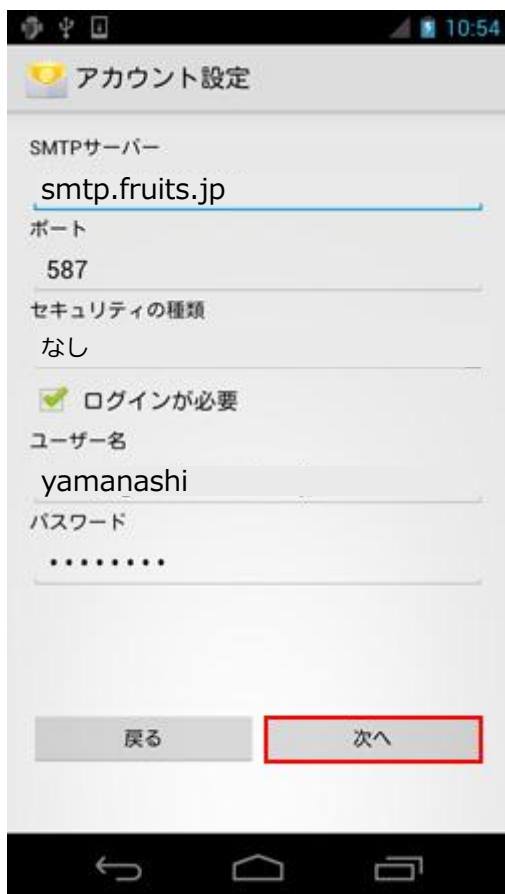 10:54
アカウント設定
SMTPサーバー
smtp.fruits.jp
ポート
587
セキュリティの種類
なし
ログインが必要
ユーザー名
yamanashi
パスワード
••••••••
戻る
次へ